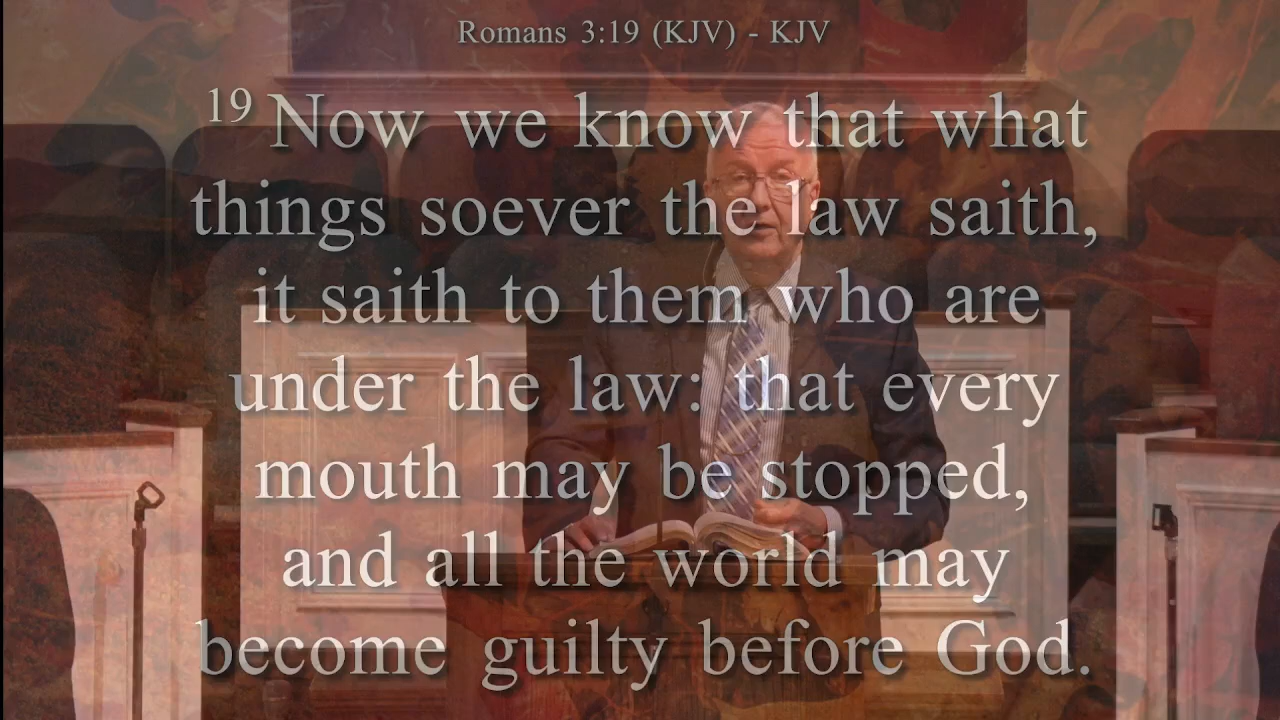 Romans 3:19 (KJV) - KJV
19 Now we know that what
things soever the law saith,
it saith to them who are
under the law: that every
mouth may be stopped,
and all the world may
become guilty before God.